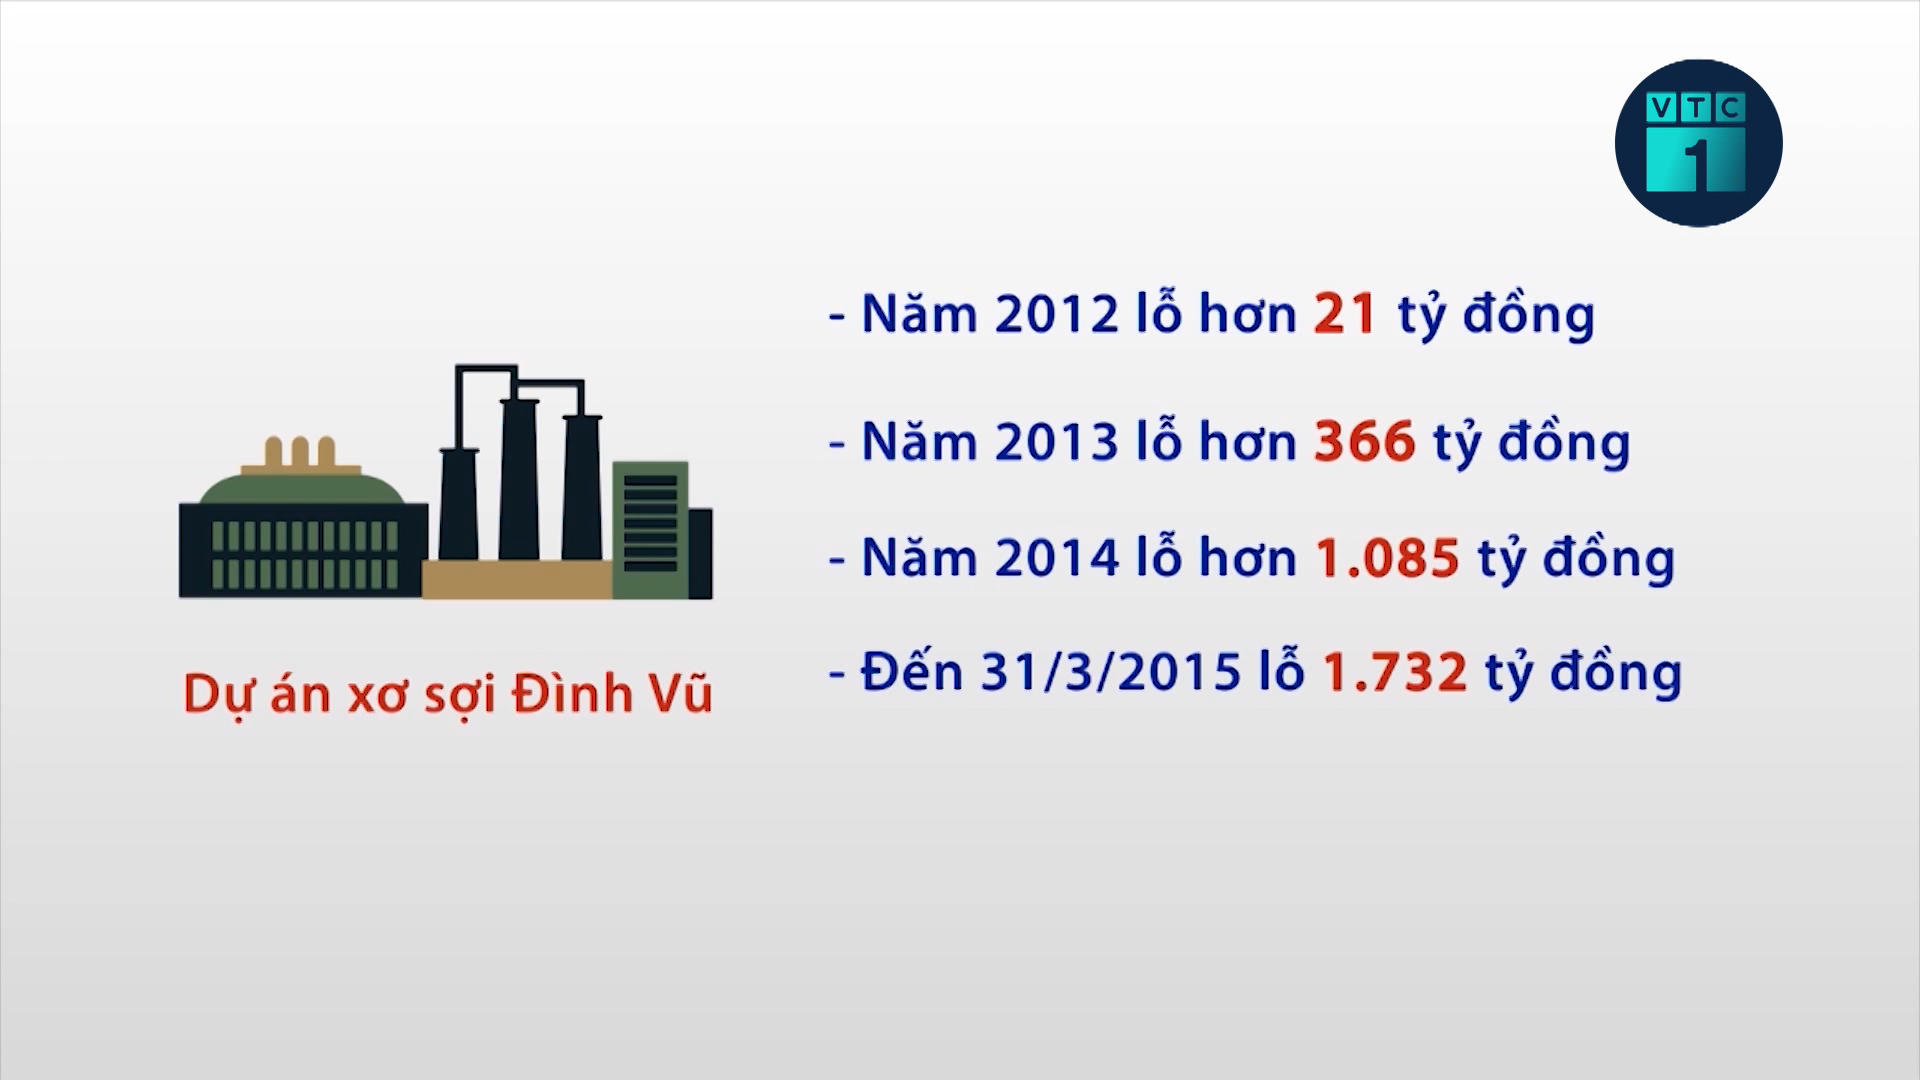 VTC
1
- Năm 2012 lỗ hơn 21 tỷ đồng
- Năm 2013 lỗ hơn 366 tỷ đồng
- Năm 2014 lỗ hơn 1.085 tỷ đồng
- Đến 31/3/2015 lỗ 1.732 tỷ đồng
Dự án xơ sợi Đình Vũ